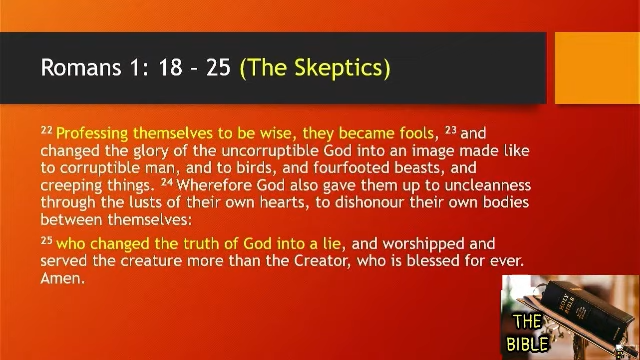 Romans 1: 18 – 25 (The Skeptics)
22 Professing themselves to be wise, they became fools, 23 and
changed the glory of the uncorruptible God into an image made like
to corruptible man, and to birds, and fourfooted beasts, and
creeping things. 24 Wherefore God also gave them up to uncleanness
through the lusts of their own hearts, to dishonour their own bodies
between themselves:
25 who changed the truth of God into a lie, and worshipped and
served the creature more than the Creator, who is blessed for ever.
Amen.
HOLY
BIBLE
THE
BIBLE